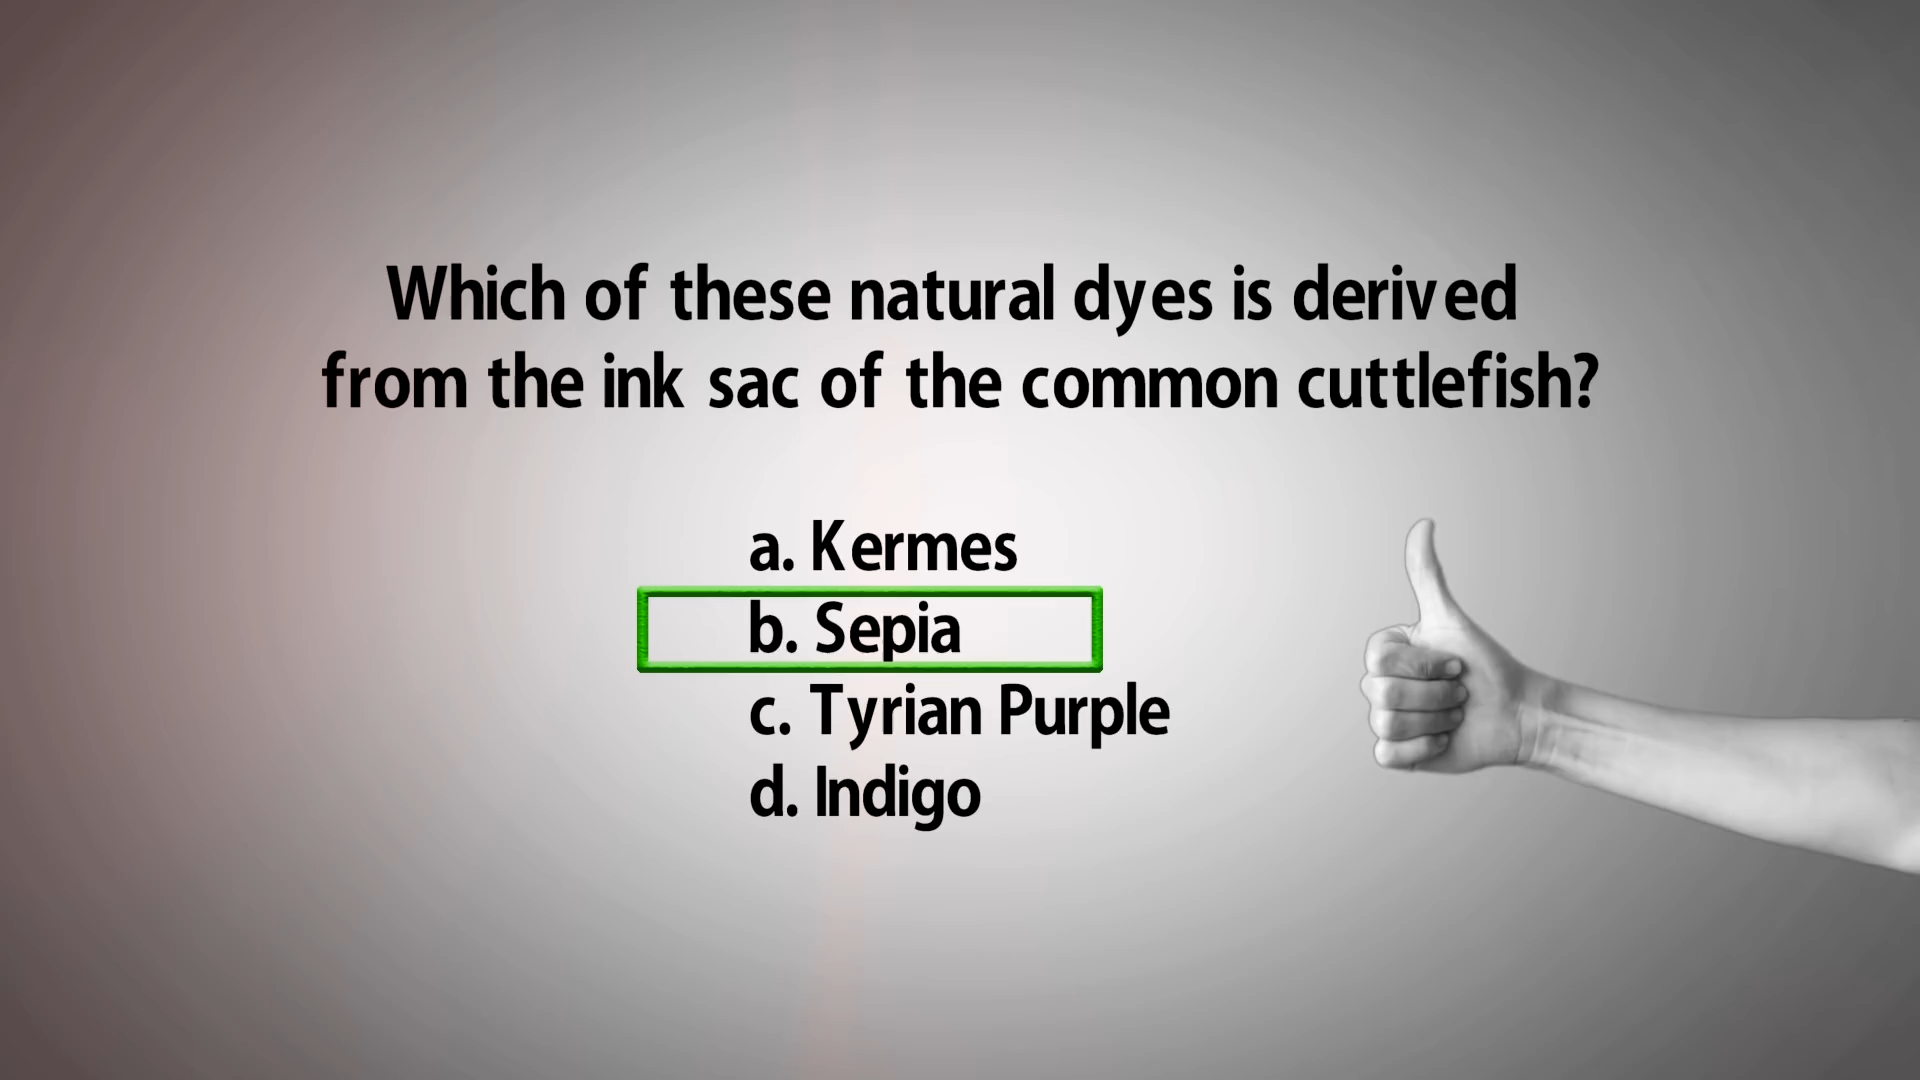 Which of these natural dyes is derived
from the ink sac of the common cuttlefish?
a. Kermes
b. Sepia
c. Tyrian Purple
d. Indigo